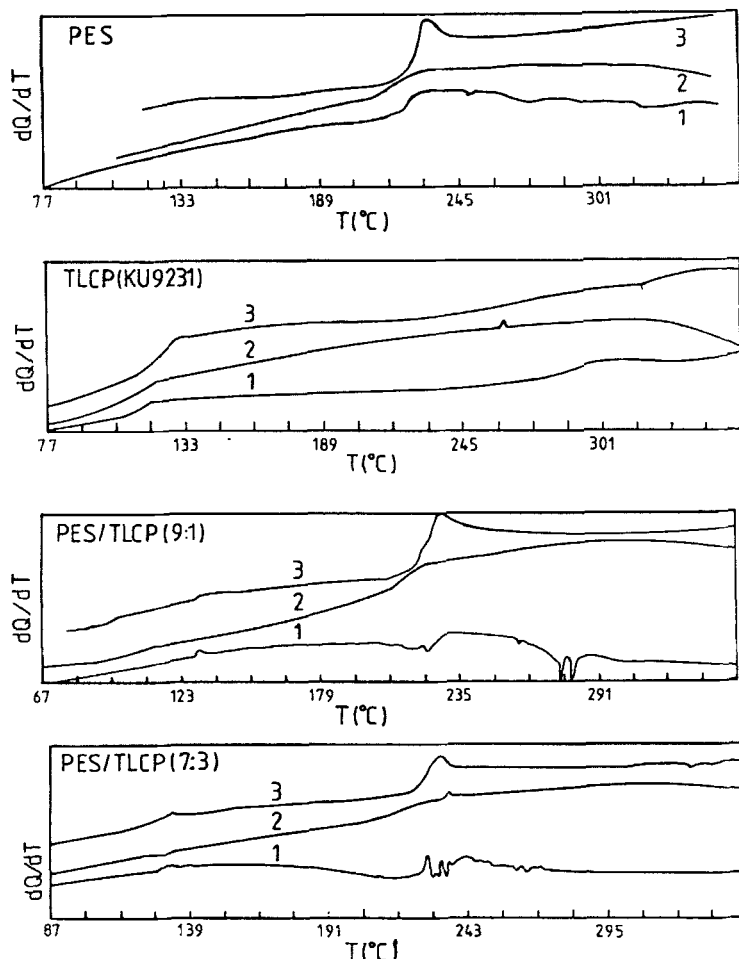 PES
3
2
1
dQ/dT
77 133 189 245 301
T(°C)
TLCP(KU9231)
3
2
1
dQ/dT
77 133 189 245 301
T(°C)
PES/TLCP(9:1)
3
2
1
dQ/dT
67 123 179 235 291
T(°C)
PES/TLCP(7:3)
3
2
1
dQ/dT
87 139 191 243 295
T(°C)